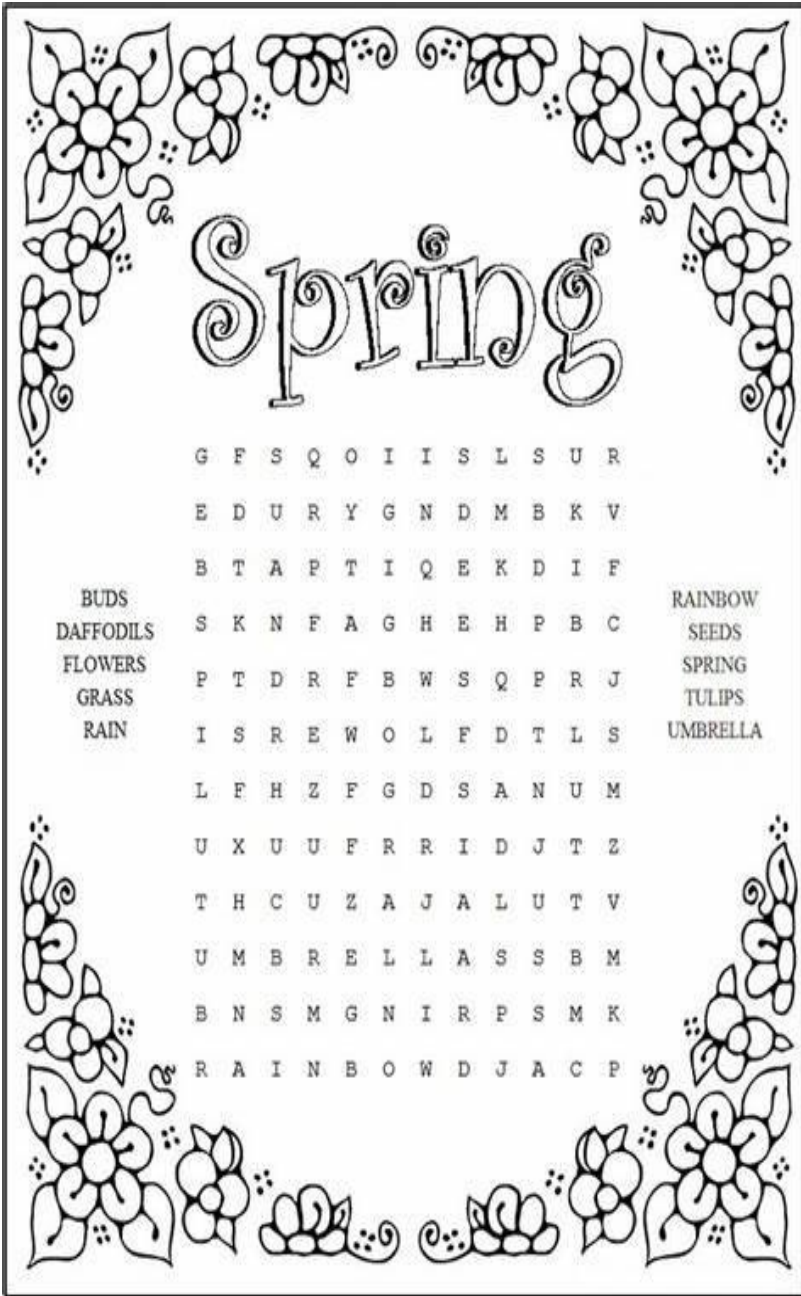 Spring
G F S Q O I I S L S U R
E D U R Y G N D M B K V
B T A P T I Q E K D I F
S K N F A G H E H P B C
P T D R F B W S Q P R J
I S R E W O L F D T L S
L F H Z F G D S A N U M
U X U U F R R I D J T Z
T H C U Z A J A L U T V
U M B R E L L A S S B M
B N S M G N I R P S M K
R A I N B O W D J A C P
BUDS
DAFFODILS
FLOWERS
GRASS
RAIN
RAINBOW
SEEDS
SPRING
TULIPS
UMBRELLA